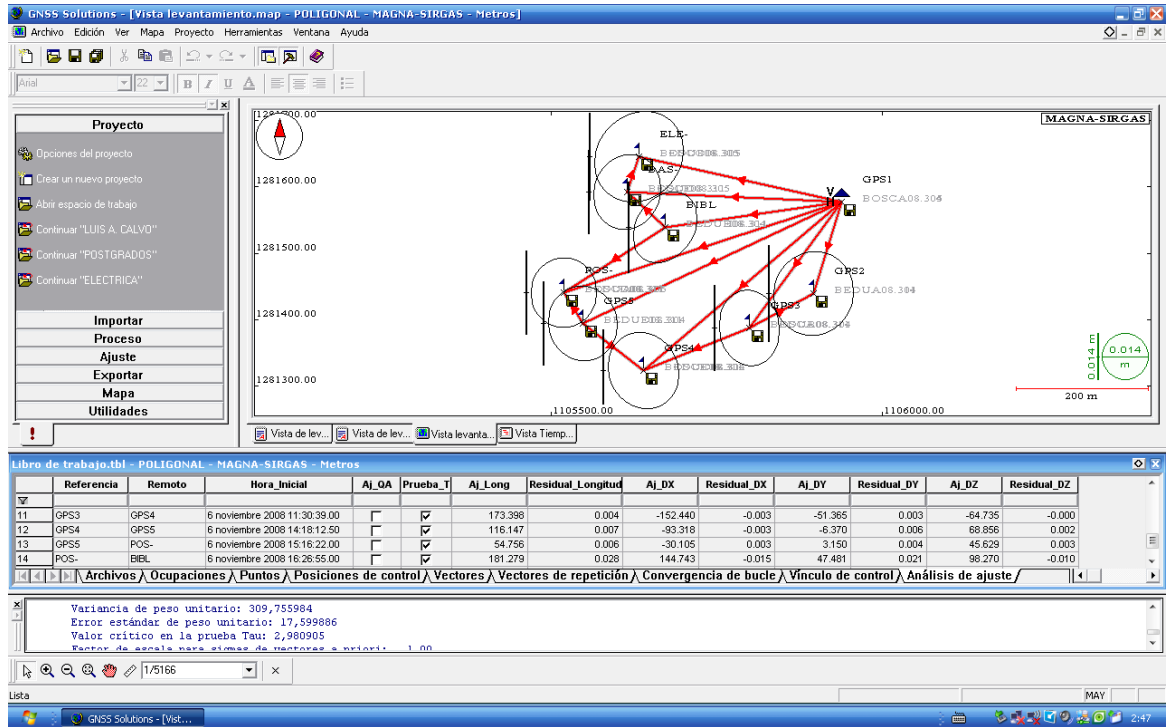 GNSS Solutions - [Vista levantamiento.map - POLIGONAL - MAGNA-SIRGAS - Metros]
Archivo Edición Ver Mapa Proyecto Herramientas Ventana Ayuda
Arial 22 B I U A
Proyecto
Opciones del proyecto
Crear un nuevo proyecto
Abrir espacio de trabajo
Continuar "LUIS A. CALVO"
Continuar "POSTGRADOS"
Continuar "ELECTRICA"
Importar
Proceso
Ajuste
Exportar
Mapa
Utilidades
MAGNA-SIRGAS
1281600.00
1281500.00
1281400.00
1281300.00
1105500.00
1106000.00
ELE-
BIBL
GPS1
GPS2
BEDUA08.304
GPS3
GPS4
GPS5
0.014 m
0.014 m
200 m
Vista de lev... Vista de lev... Vista levanta... Vista Tiemp...
Libro de trabajo.tbl - POLIGONAL - MAGNA-SIRGAS - Metros
Referencia Remoto Hora_Inicial Aj_QA Prueba_T Aj_Long Residual_Longitud Aj_DX Residual_DX Aj_DY Residual_DY Aj_DZ Residual_DZ
11 GPS3 GPS4 6 noviembre 2008 11:30:39.00 173.398 0.004 -152.440 -0.003 -51.365 0.003 -64.735 -0.000
12 GPS4 GPS5 6 noviembre 2008 14:18:12.50 116.147 0.007 -93.318 -0.003 -6.370 0.006 68.856 0.002
13 GPS5 POS- 6 noviembre 2008 15:16:22.00 54.756 0.006 -30.105 0.003 3.150 0.004 45.629 0.003
14 POS- BIBL 6 noviembre 2008 16:26:55.00 181.279 0.028 144.743 -0.015 47.481 0.021 98.270 -0.010
Archivos Ocupaciones Puntos Posiciones de control Vectores Vectores de repetición Convergencia de bucle Vínculo de control Análisis de ajuste
Variancia de peso unitario: 309,755984
Error estándar de peso unitario: 17,599886
Valor crítico en la prueba Tau: 2,980905
Factor de escala para sigmas de vectores a priori: 1,00
1/5166
Lista
MAY
GNSS Solutions - [Vist...
2:47